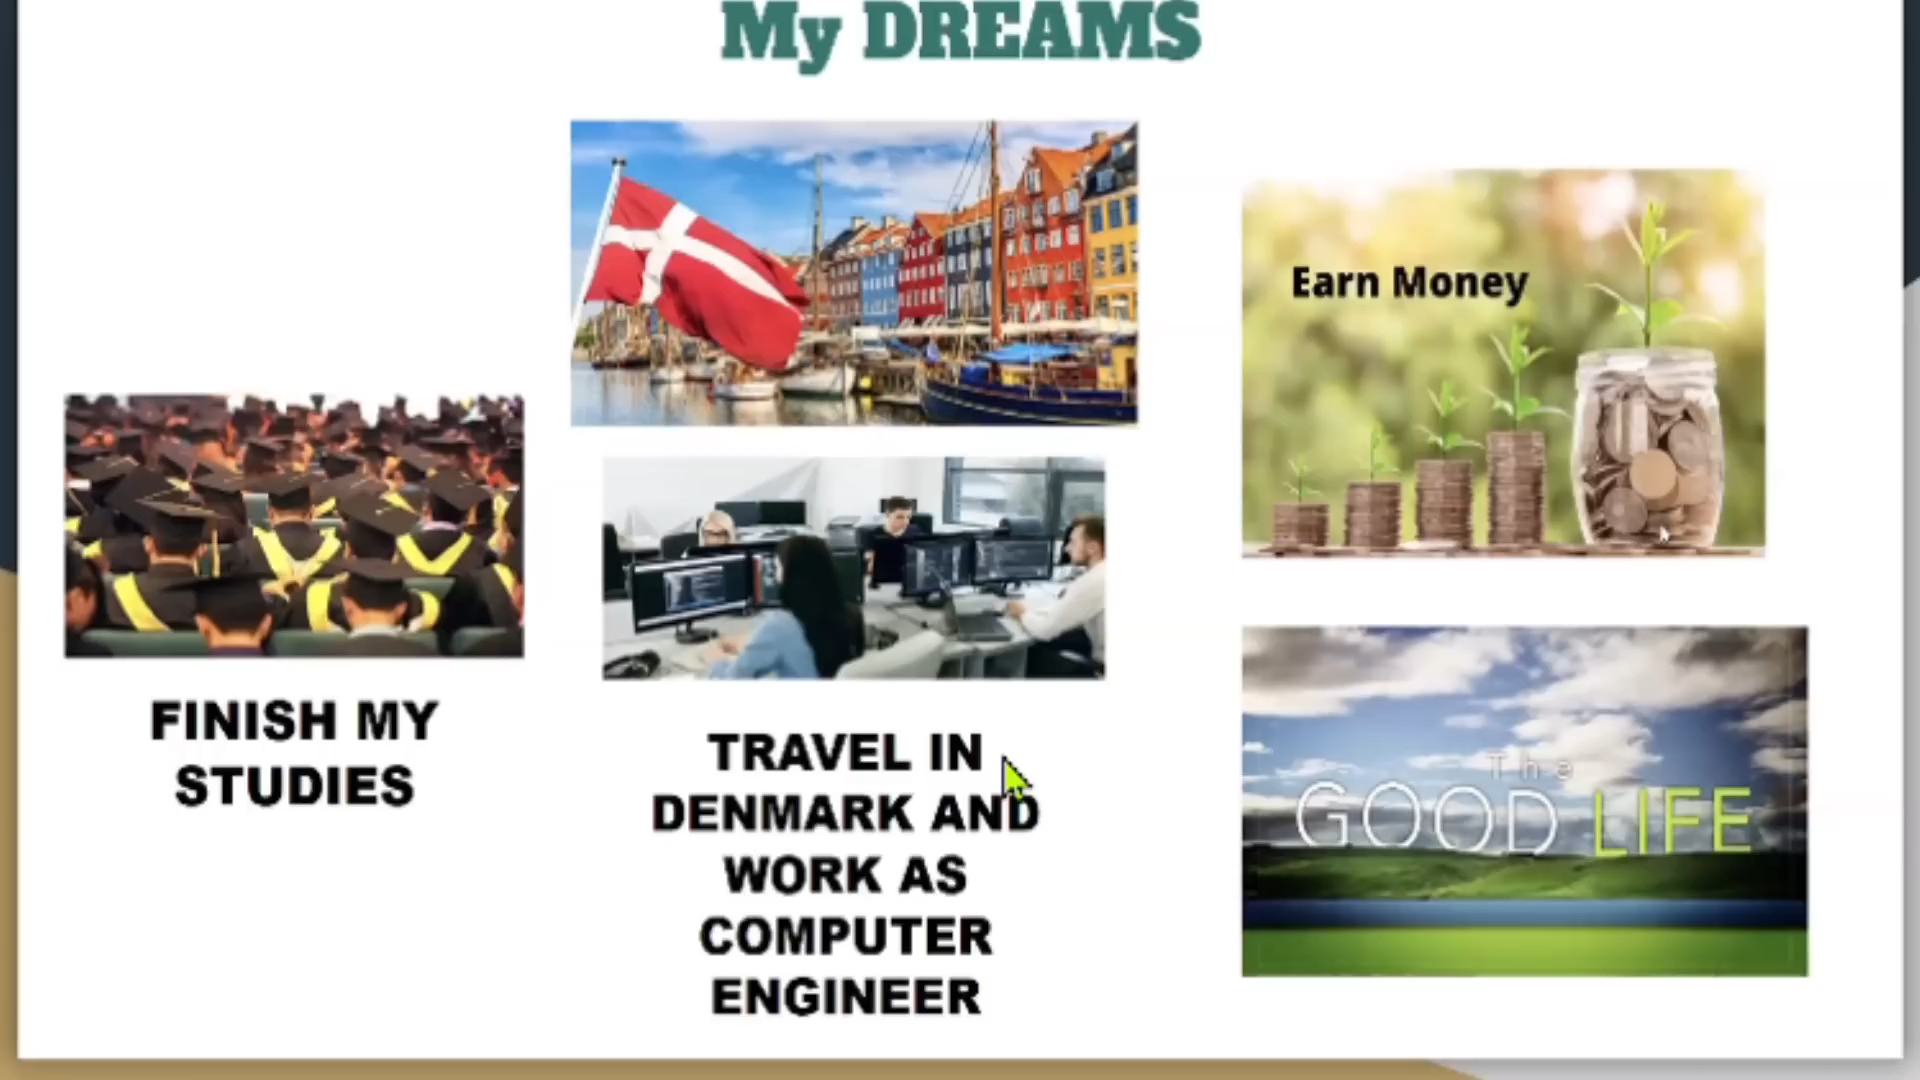 My DREAMS
FINISH MY
STUDIES
TRAVEL IN
DENMARK AND
WORK AS
COMPUTER
ENGINEER
Earn Money
The
GOOD LIFE